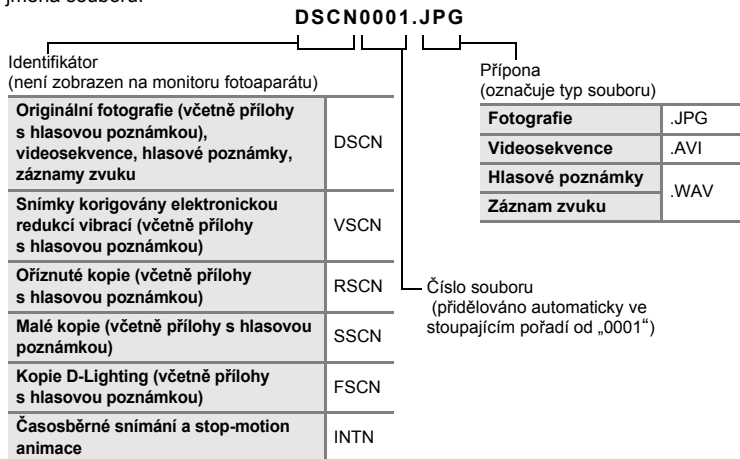 DSCN0001.JPG
Identifikátor
(není zobrazen na monitoru fotoaparátu)
Originální fotografie (včetně přílohy
s hlasovou poznámkou),
videosekvence, hlasové poznámky,
záznamy zvuku
DSCN
Snímky korigovány elektronickou
redukcí vibrací (včetně přílohy
s hlasovou poznámkou)
VSCN
Oříznuté kopie (včetně přílohy
s hlasovou poznámkou)
RSCN
Malé kopie (včetně přílohy s hlasovou
poznámkou)
SSCN
Kopie D-Lighting (včetně přílohy
s hlasovou poznámkou)
FSCN
Časosběrné snímání a stop-motion
animace
INTN
Přípona
(označuje typ souboru)
Fotografie .JPG
Videosekvence .AVI
Hlasové poznámky
.WAV
Záznam zvuku
Číslo souboru
(přidělováno automaticky ve
stoupajícím pořadí od „0001“)